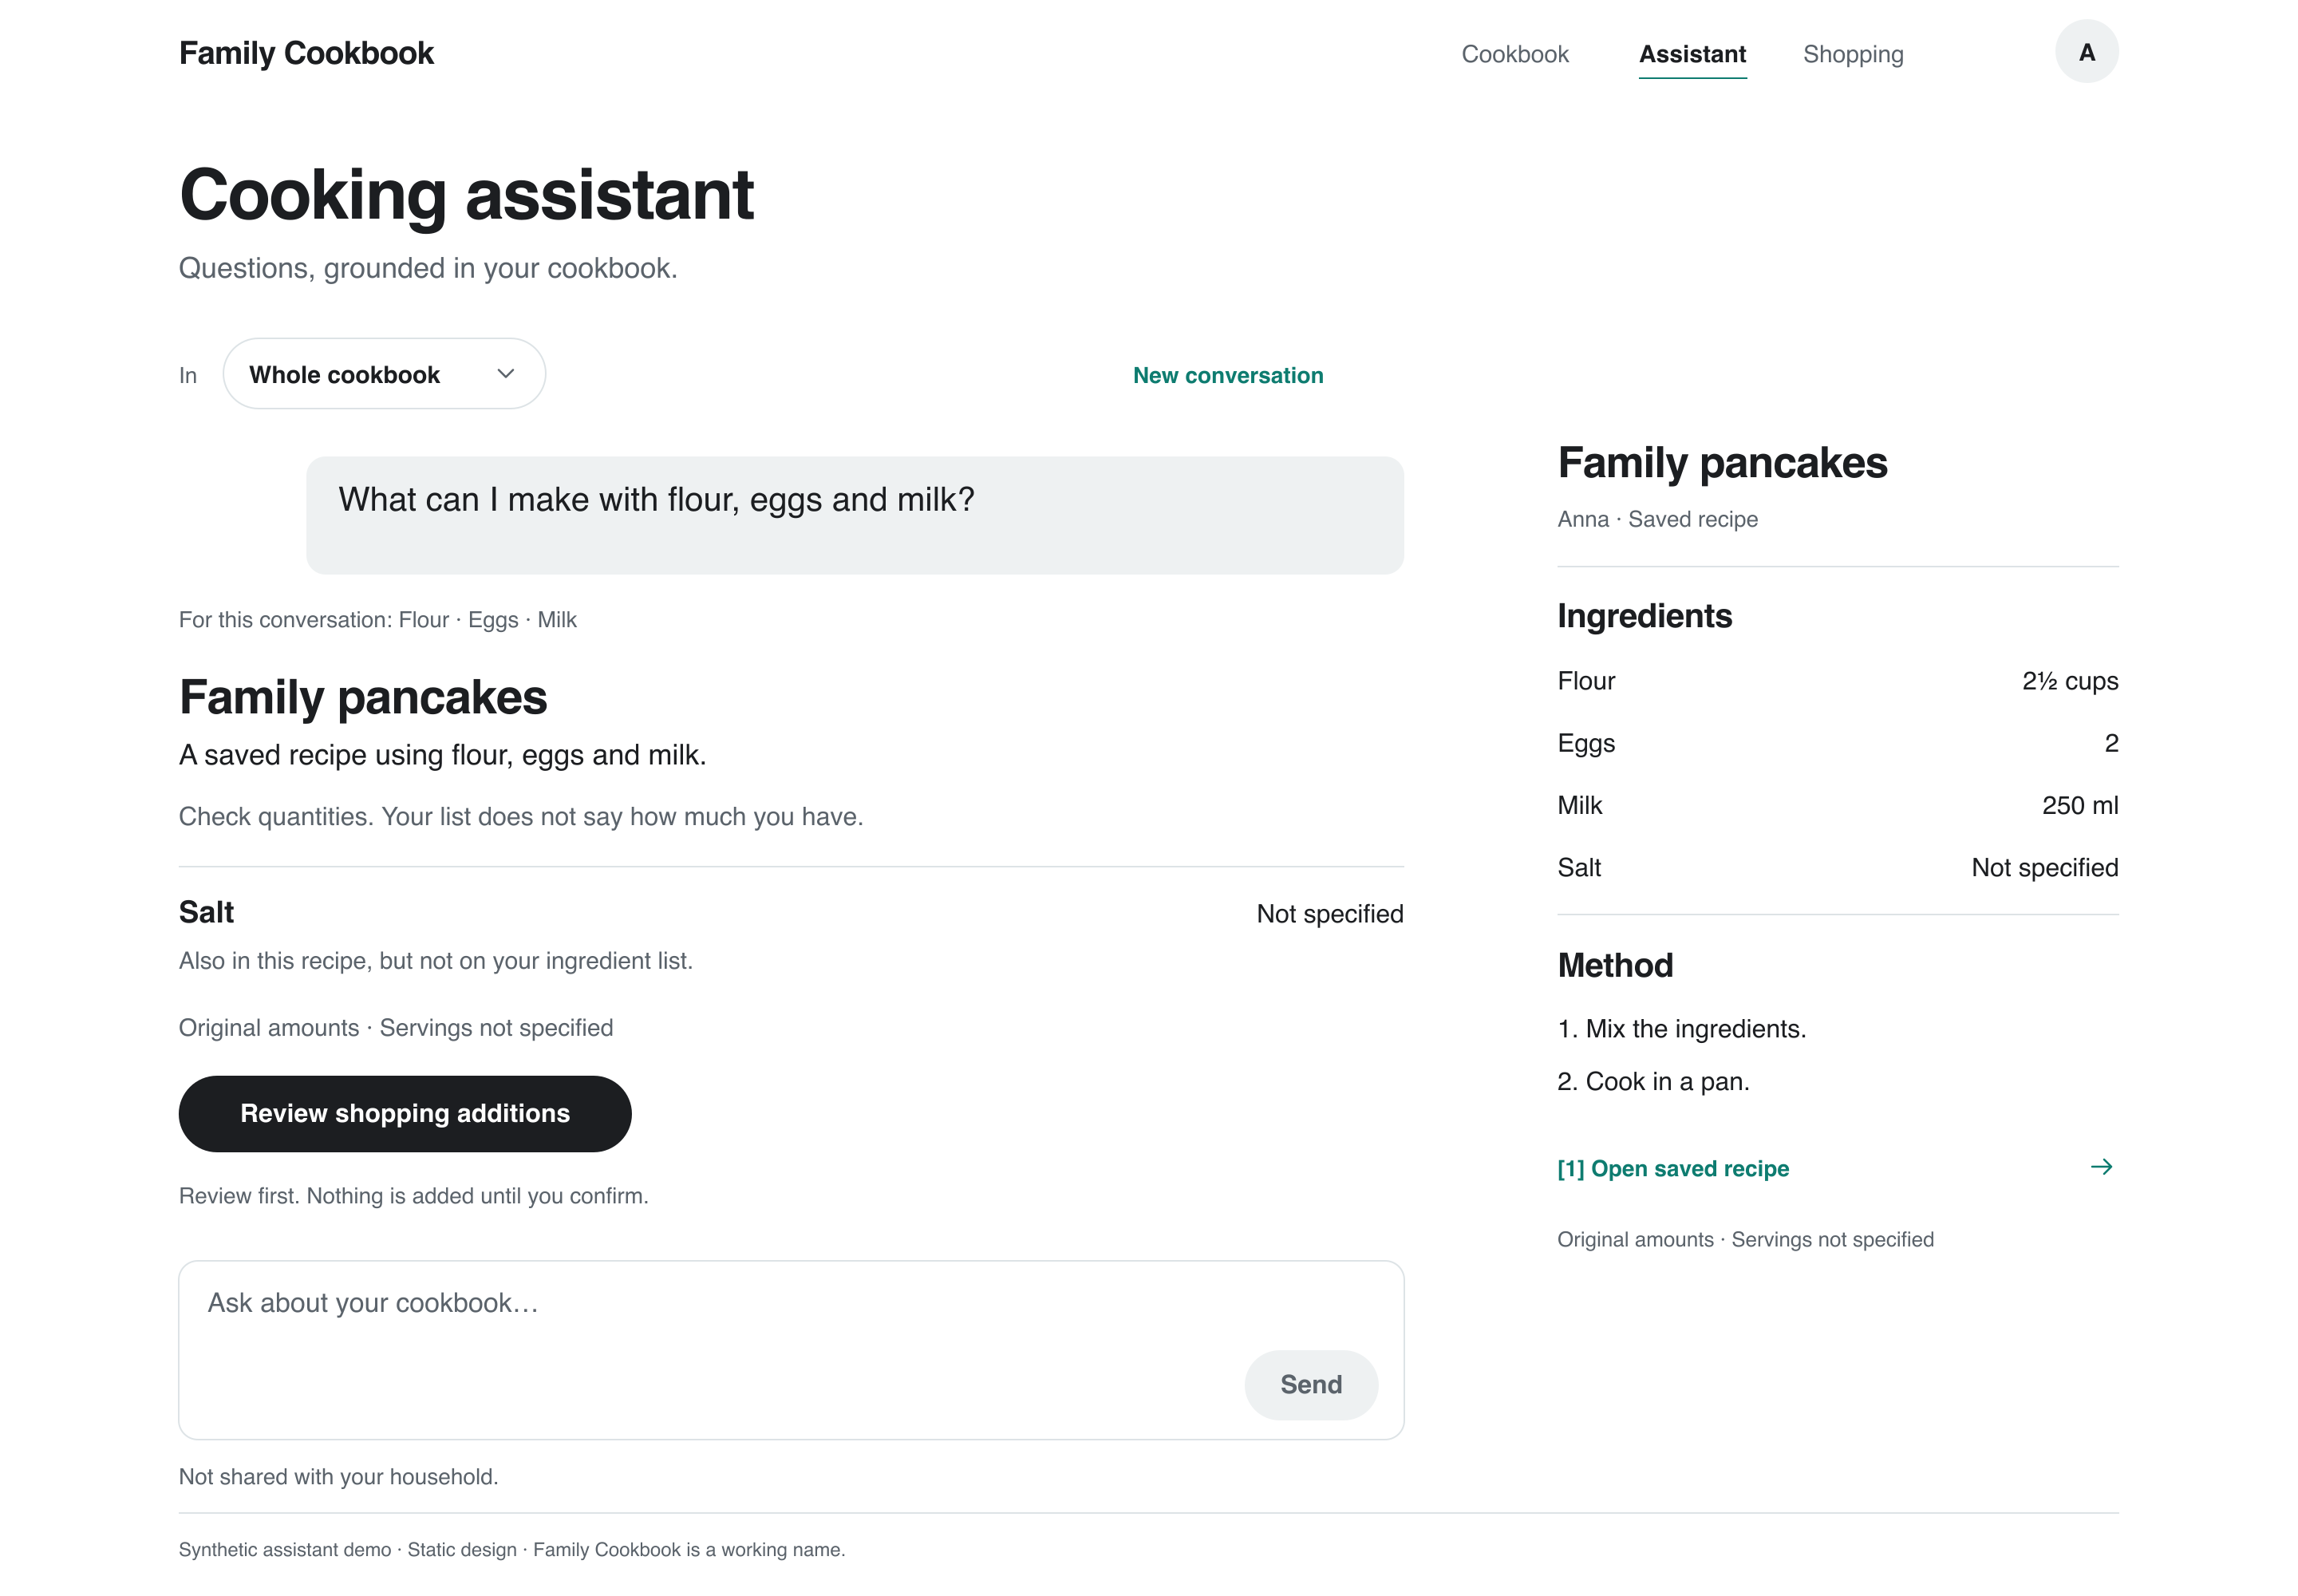 Family Cookbook
Cookbook Assistant Shopping A
Cooking assistant
Questions, grounded in your cookbook.
In Whole cookbook New conversation
What can I make with flour, eggs and milk?
For this conversation: Flour · Eggs · Milk
Family pancakes
A saved recipe using flour, eggs and milk.
Check quantities. Your list does not say how much you have.
Salt Not specified
Also in this recipe, but not on your ingredient list.
Original amounts · Servings not specified
Review shopping additions
Review first. Nothing is added until you confirm.
Ask about your cookbook…
Send
Not shared with your household.
Family pancakes
Anna · Saved recipe
Ingredients
Flour 2½ cups
Eggs 2
Milk 250 ml
Salt Not specified
Method
1. Mix the ingredients.
2. Cook in a pan.
[1] Open saved recipe
Original amounts · Servings not specified
Synthetic assistant demo · Static design · Family Cookbook is a working name.